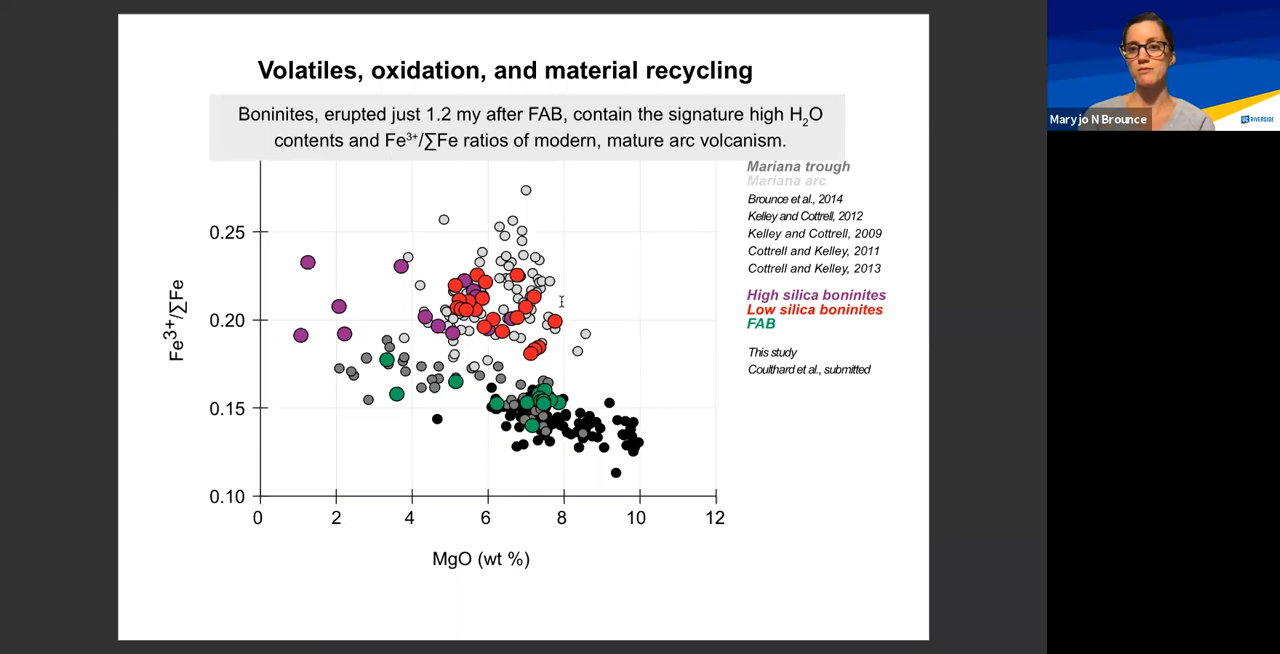 Volatiles, oxidation, and material recycling
Boninites, erupted just 1.2 my after FAB, contain the signature high H₂O
contents and Fe³⁺/∑Fe ratios of modern, mature arc volcanism.
Mariana trough
Mariana arc
Brounce et al., 2014
Kelley and Cottrell, 2012
Kelley and Cottrell, 2009
Cottrell and Kelley, 2011
Cottrell and Kelley, 2013
High silica boninites
Low silica boninites
FAB
This study
Coulthard et al., submitted
Fe³⁺/∑Fe
0.25
0.20
0.15
0.10
0 2 4 6 8 10 12
MgO (wt %)
Maryjo N Brounce
UC RIVERSIDE